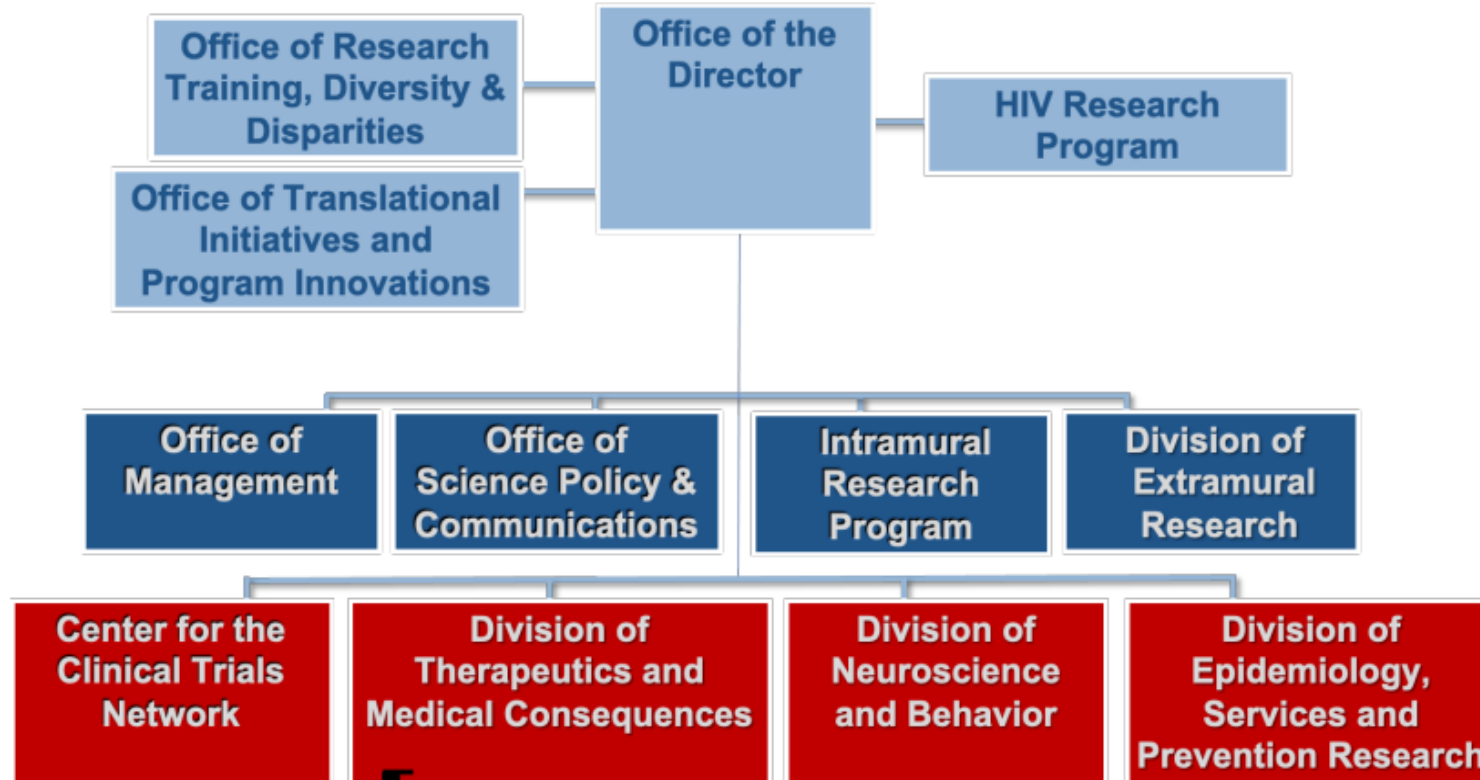 Office of Research
Training, Diversity &
Disparities
Office of the
Director
HIV Research
Program
Office of Translational
Initiatives and
Program Innovations
Office of
Management
Office of
Science Policy &
Communications
Intramural
Research
Program
Division of
Extramural
Research
Center for the
Clinical Trials
Network
Division of
Therapeutics and
Medical Consequences
Division of
Neuroscience
and Behavior
Division of
Epidemiology,
Services and
Prevention Research